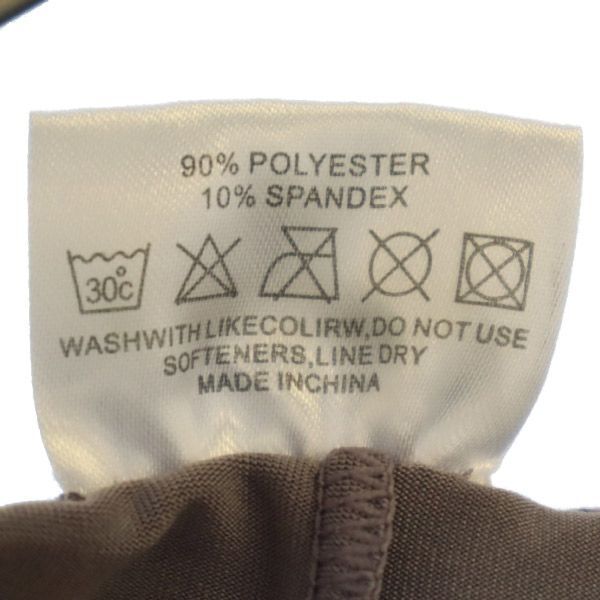 90% POLYESTER
10% SPANDEX
30°C
WASHWITH LIKECOLIRW,DO NOT USE
SOFTENERS,LINE DRY
MADE INCHINA